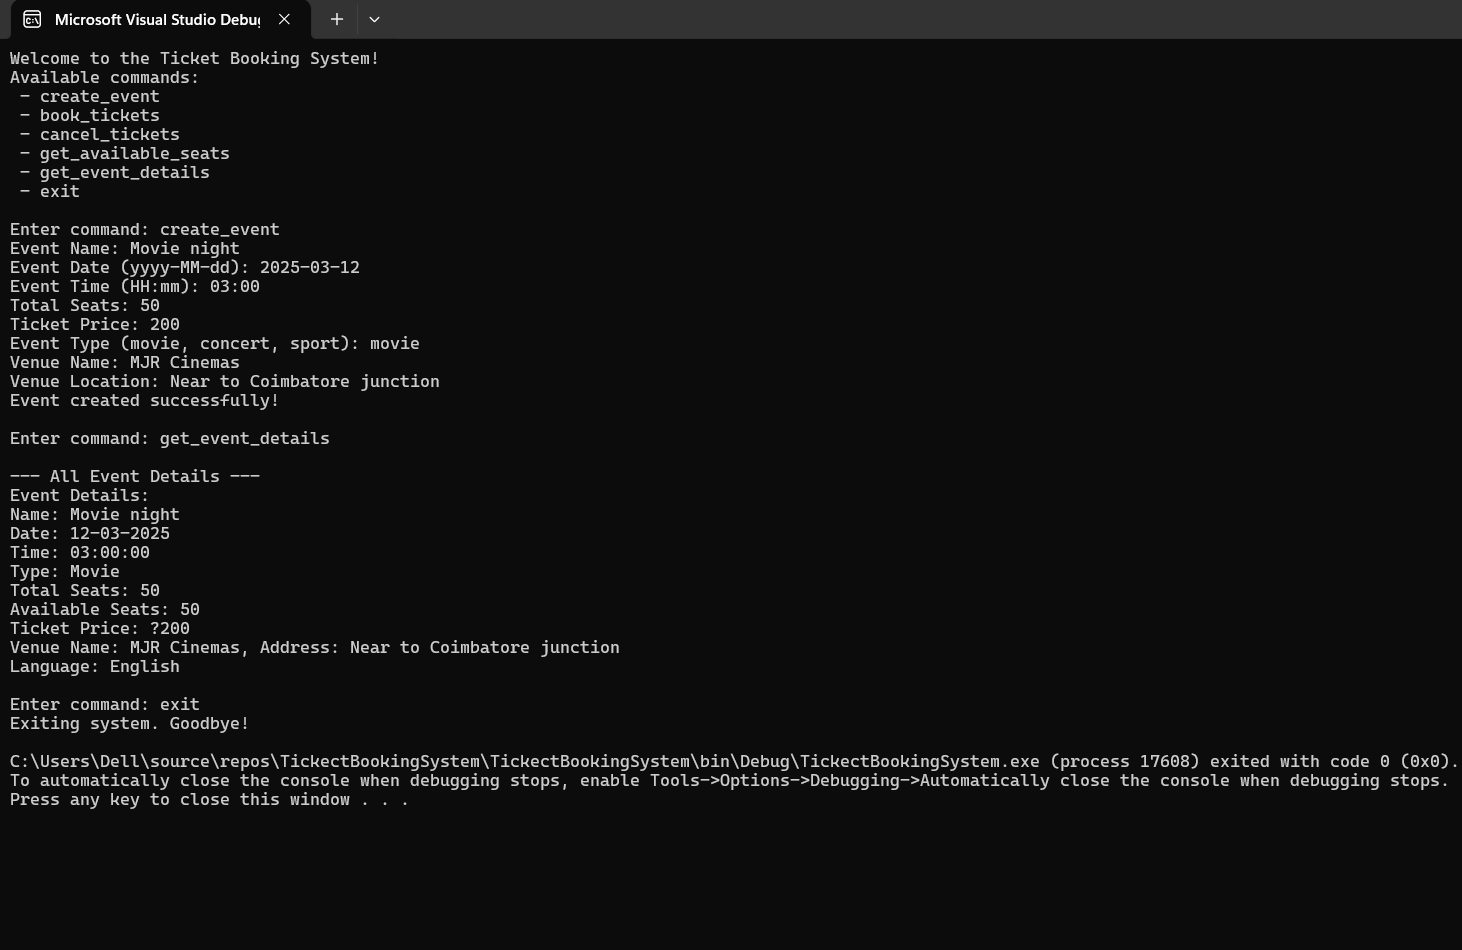 Microsoft Visual Studio Debug
Welcome to the Ticket Booking System!
Available commands:
 - create_event
 - book_tickets
 - cancel_tickets
 - get_available_seats
 - get_event_details
 - exit

Enter command: create_event
Event Name: Movie night
Event Date (yyyy-MM-dd): 2025-03-12
Event Time (HH:mm): 03:00
Total Seats: 50
Ticket Price: 200
Event Type (movie, concert, sport): movie
Venue Name: MJR Cinemas
Venue Location: Near to Coimbatore junction
Event created successfully!

Enter command: get_event_details

--- All Event Details ---
Event Details:
Name: Movie night
Date: 12-03-2025
Time: 03:00:00
Type: Movie
Total Seats: 50
Available Seats: 50
Ticket Price: ?200
Venue Name: MJR Cinemas, Address: Near to Coimbatore junction
Language: English

Enter command: exit
Exiting system. Goodbye!

C:\Users\Dell\source\repos\TickectBookingSystem\TickectBookingSystem\bin\Debug\TickectBookingSystem.exe (process 17608) exited with code 0 (0x0).
To automatically close the console when debugging stops, enable Tools->Options->Debugging->Automatically close the console when debugging stops.
Press any key to close this window . . .